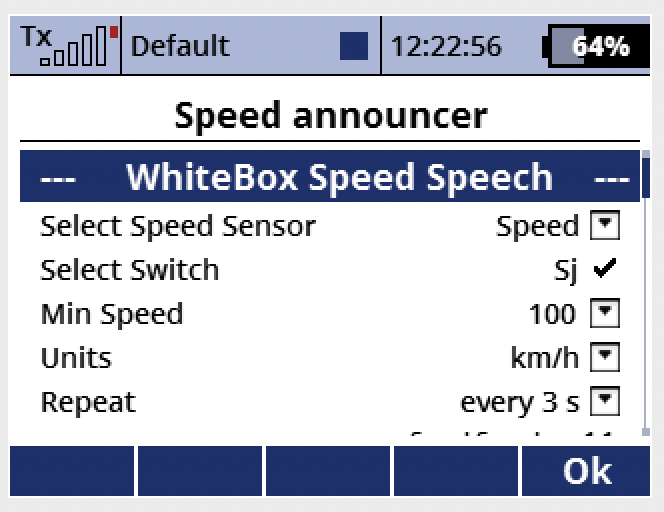 Tx Default 12:22:56 64%
Speed announcer
--- WhiteBox Speed Speech ---
Select Speed Sensor Speed
Select Switch Sj
Min Speed 100
Units km/h
Repeat every 3 s
Ok